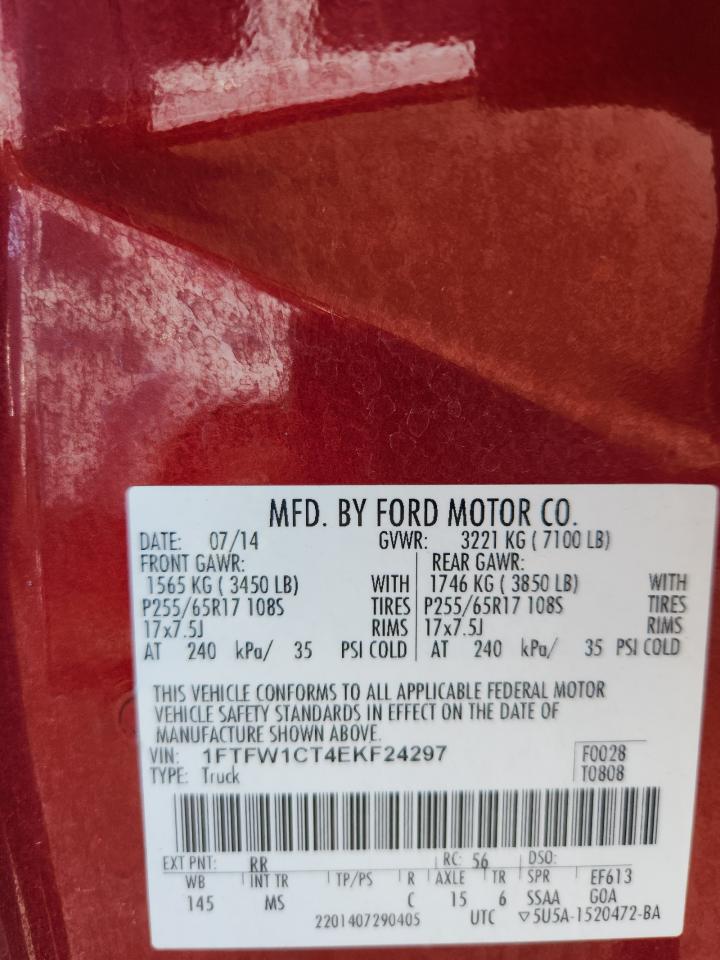 MFD. BY FORD MOTOR CO.
DATE: 07/14 GVWR: 3221 KG ( 7100 LB)
FRONT GAWR: REAR GAWR:
1565 KG ( 3450 LB) WITH 1746 KG ( 3850 LB) WITH
P255/65R17 108S TIRES P255/65R17 108S TIRES
17x7.5J RIMS 17x7.5J RIMS
AT 240 kPa/ 35 PSI COLD AT 240 kPa/ 35 PSI COLD
THIS VEHICLE CONFORMS TO ALL APPLICABLE FEDERAL MOTOR
VEHICLE SAFETY STANDARDS IN EFFECT ON THE DATE OF
MANUFACTURE SHOWN ABOVE.
VIN: 1FTFW1CT4EKF24297 F0028
TYPE: Truck T0808
EXT PNT: RR RC: 56 DSO:
WB INT TR TP/PS R AXLE TR SPR EF613
145 MS C 15 6 SSAA GOA
2201407290405 UTC ▽5U5A-1520472-BA